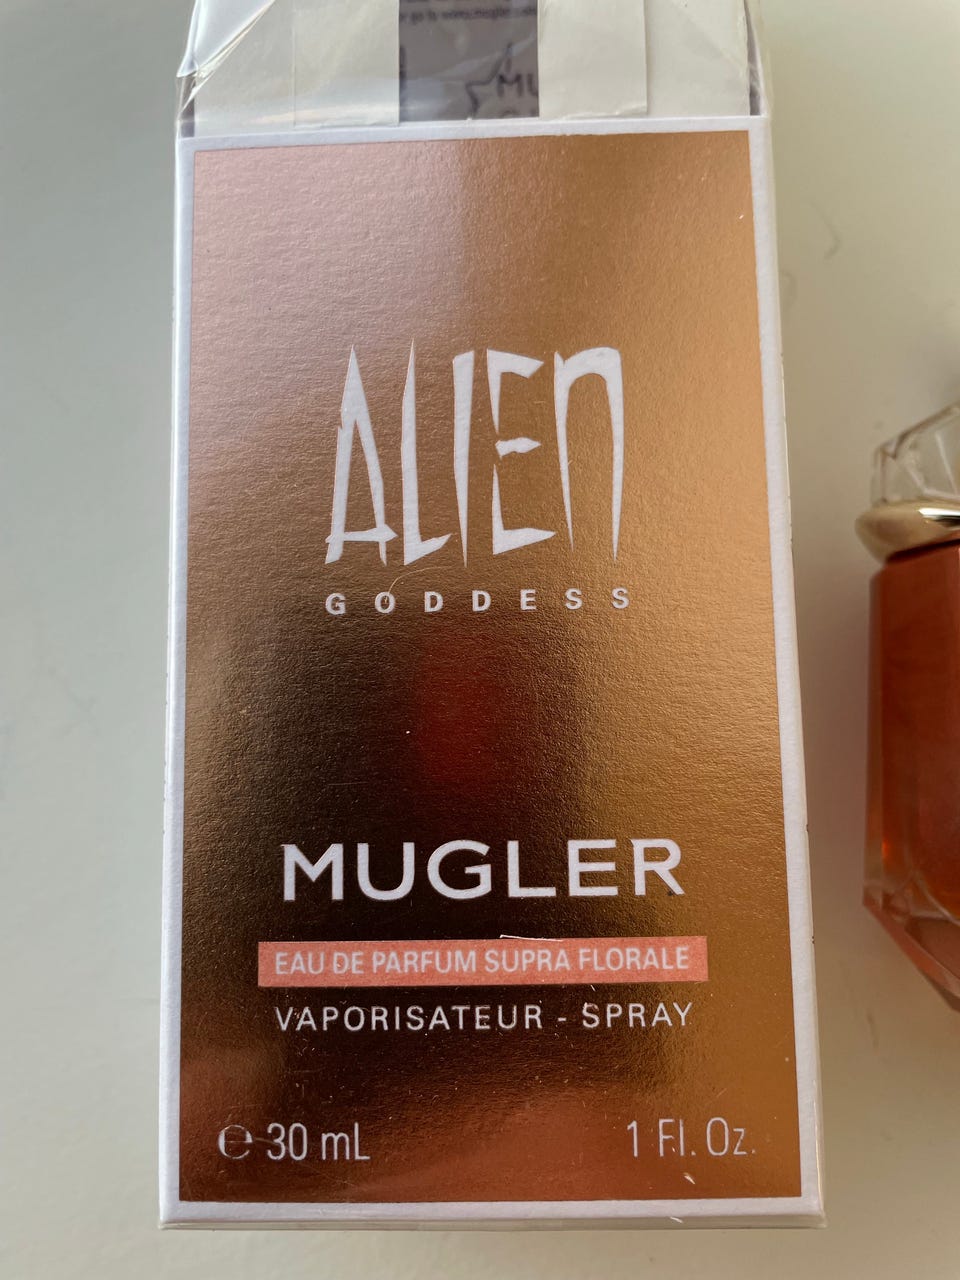 ALIEN
GODDESS
MUGLER
EAU DE PARFUM SUPRA FLORALE
VAPORISATEUR - SPRAY
℮ 30 mL
1 Fl. Oz.